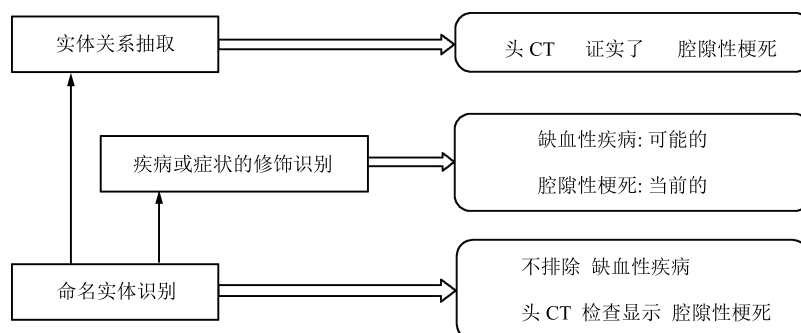 实体关系抽取
头 CT 证实了 腔隙性梗死
疾病或症状的修饰识别
缺血性疾病: 可能的
腔隙性梗死: 当前的
命名实体识别
不排除 缺血性疾病
头 CT 检查显示 腔隙性梗死